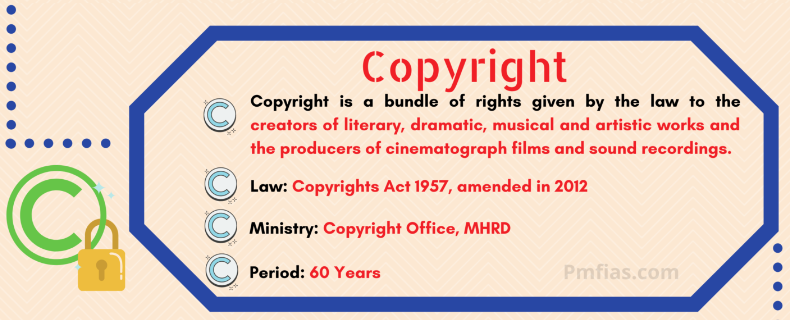 Copyright
Copyright is a bundle of rights given by the law to the
creators of literary, dramatic, musical and artistic works and
the producers of cinematograph films and sound recordings.
Law: Copyrights Act 1957, amended in 2012
Ministry: Copyright Office, MHRD
Period: 60 Years
Pmfias.com